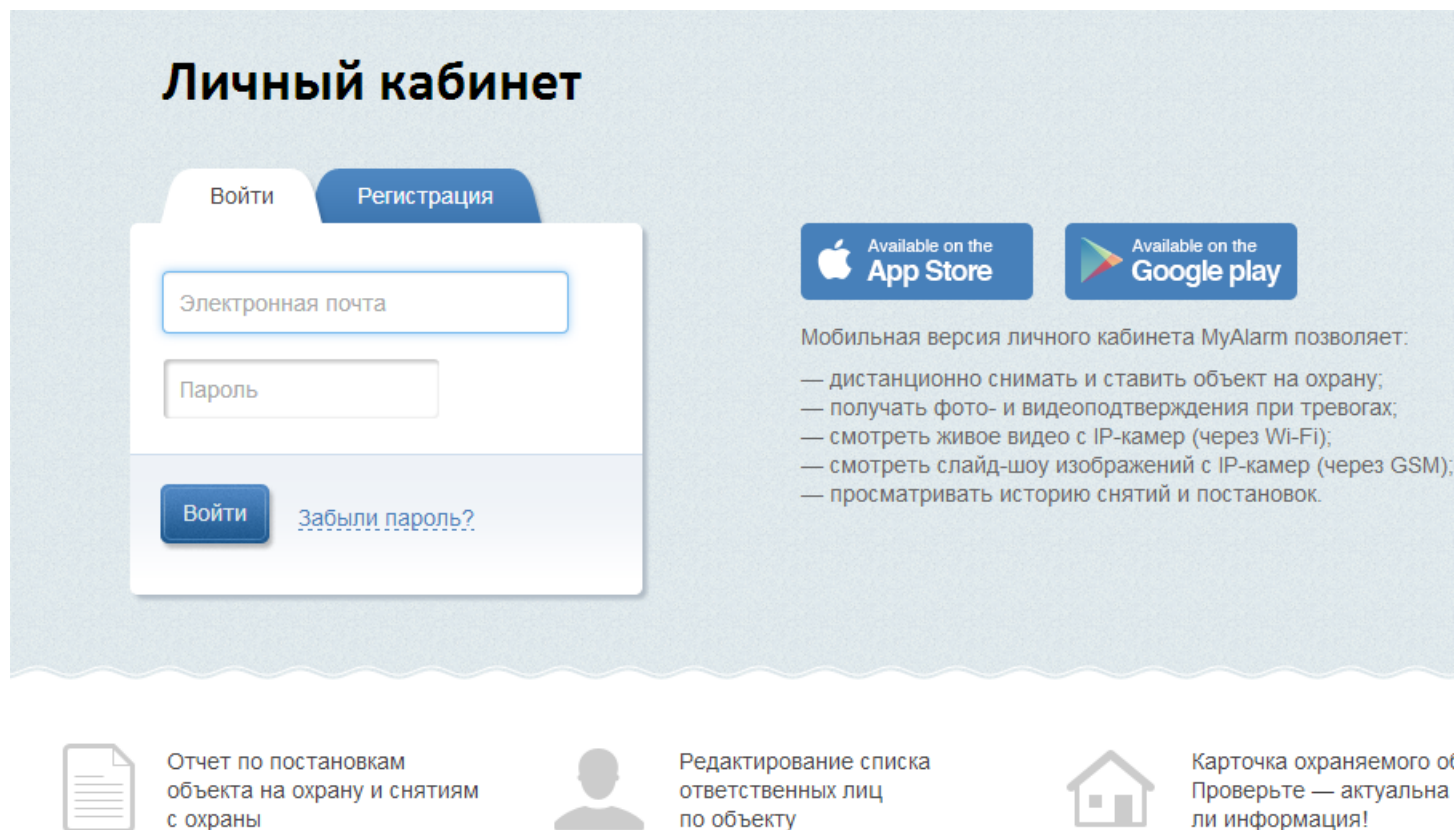 Личный кабинет
Войти
Регистрация
Электронная почта
Пароль
Войти
Забыли пароль?
Available on the
App Store
Available on the
Google play
Мобильная версия личного кабинета MyAlarm позволяет:
— дистанционно снимать и ставить объект на охрану;
— получать фото- и видеоподтверждения при тревогах;
— смотреть живое видео с IP-камер (через Wi-Fi);
— смотреть слайд-шоу изображений с IP-камер (через GSM);
— просматривать историю снятий и постановок.
Отчет по постановкам
объекта на охрану и снятиям
с охраны
Редактирование списка
ответственных лиц
по объекту
Карточка охраняемого
Проверьте — актуальна
ли информация!